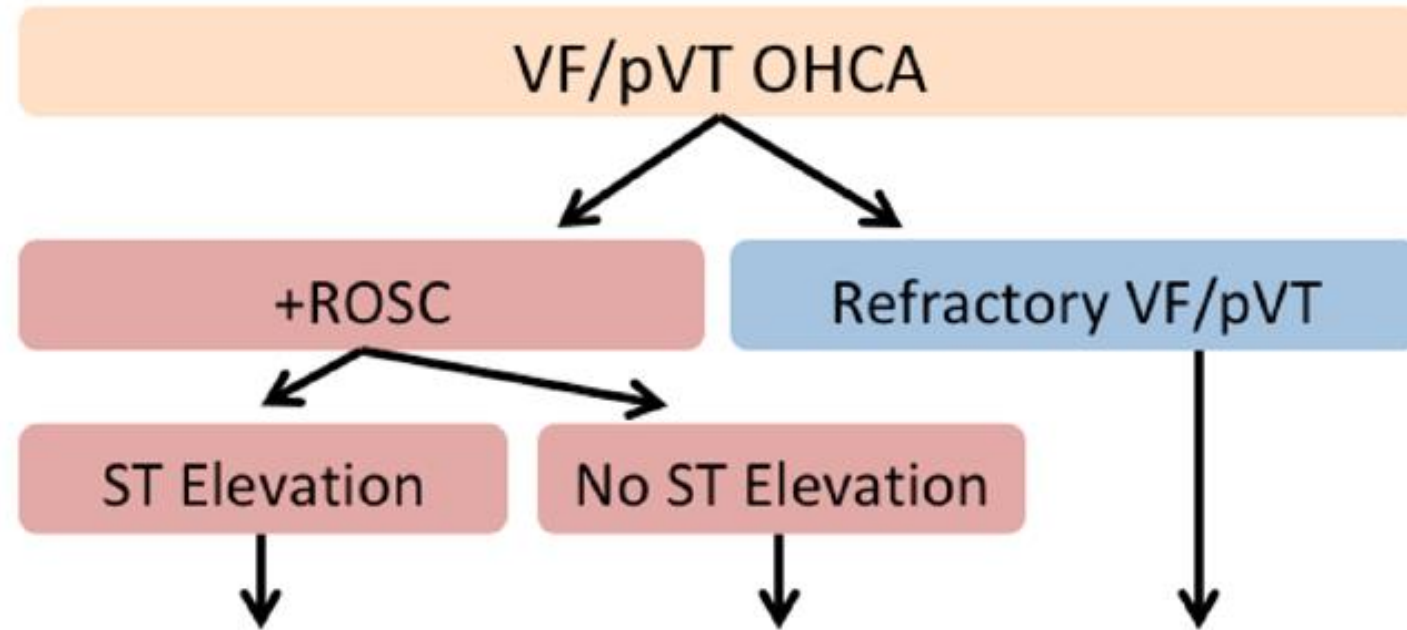 VF/pVT OHCA
+ROSC
Refractory VF/pVT
ST Elevation
No ST Elevation